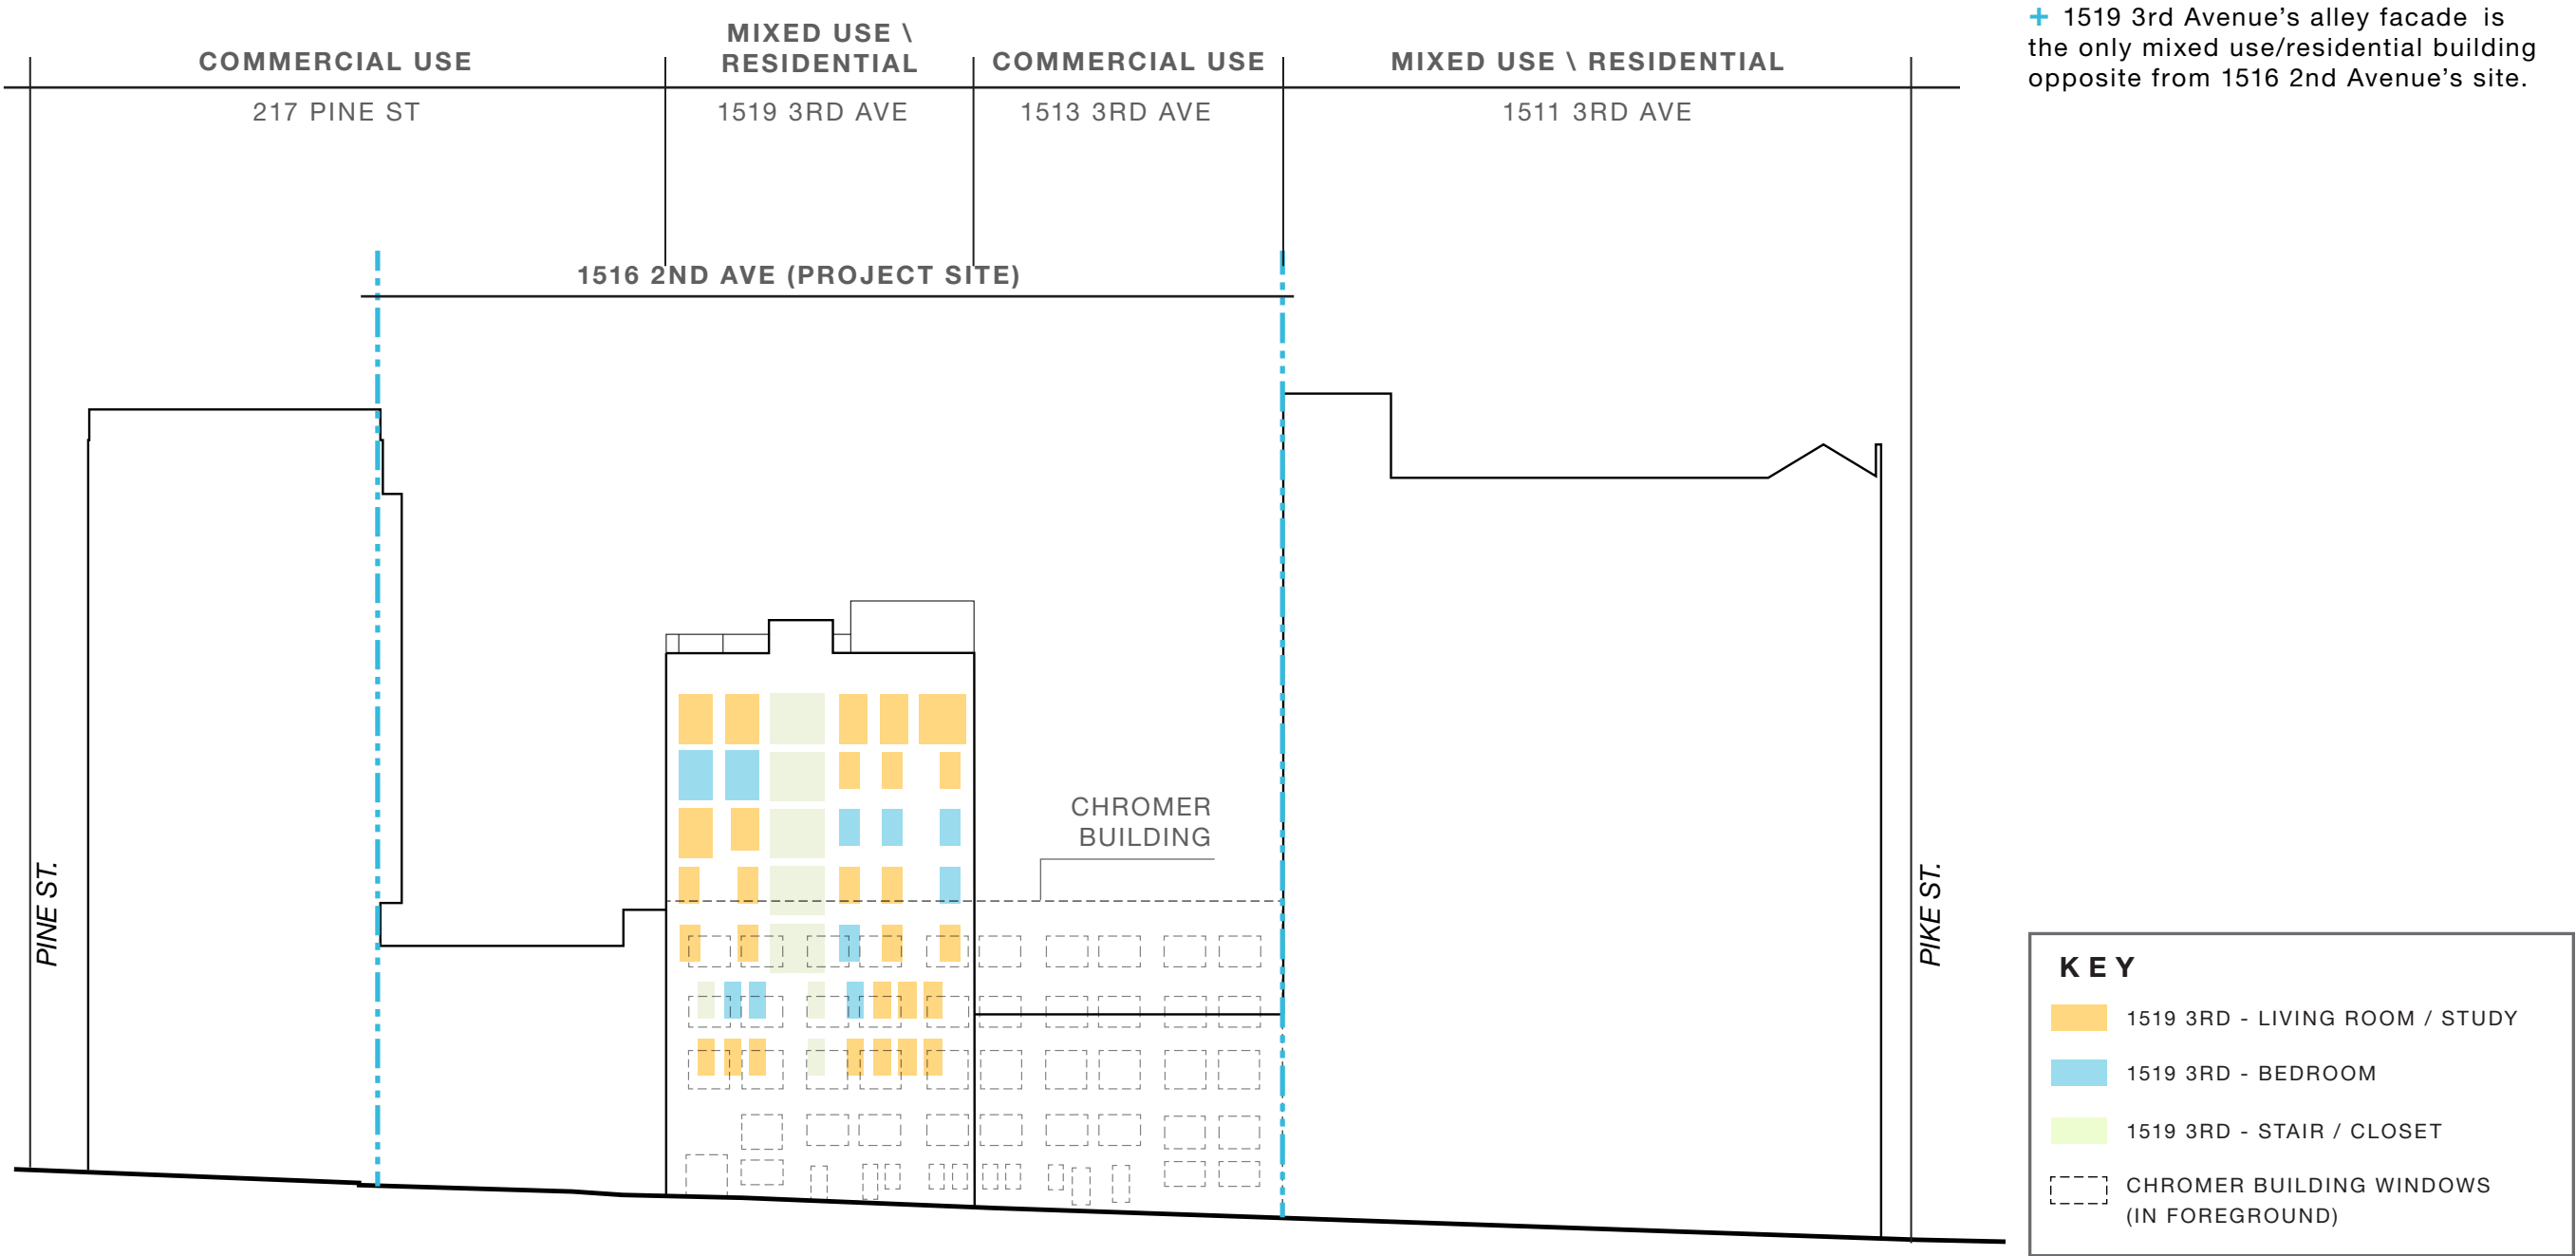 MIXED USE \
RESIDENTIAL
COMMERCIAL USE
COMMERCIAL USE
MIXED USE \ RESIDENTIAL
217 PINE ST
1519 3RD AVE
1513 3RD AVE
1511 3RD AVE
+ 1519 3rd Avenue’s alley facade is
the only mixed use/residential building
opposite from 1516 2nd Avenue’s site.
1516 2ND AVE (PROJECT SITE)
CHROMER
BUILDING
PINE ST.
PIKE ST.
KEY
1519 3RD - LIVING ROOM / STUDY
1519 3RD - BEDROOM
1519 3RD - STAIR / CLOSET
CHROMER BUILDING WINDOWS
(IN FOREGROUND)